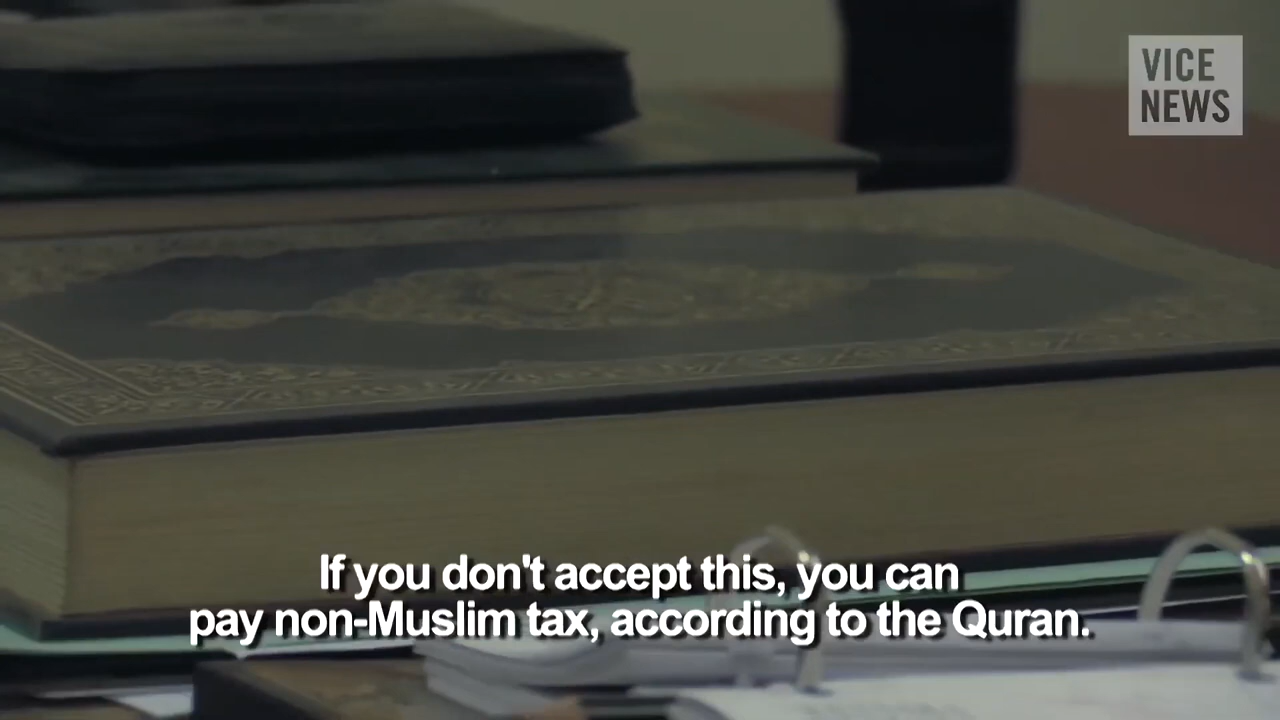 VICE
NEWS
If you don't accept this, you can
pay non-Muslim tax, according to the Quran.